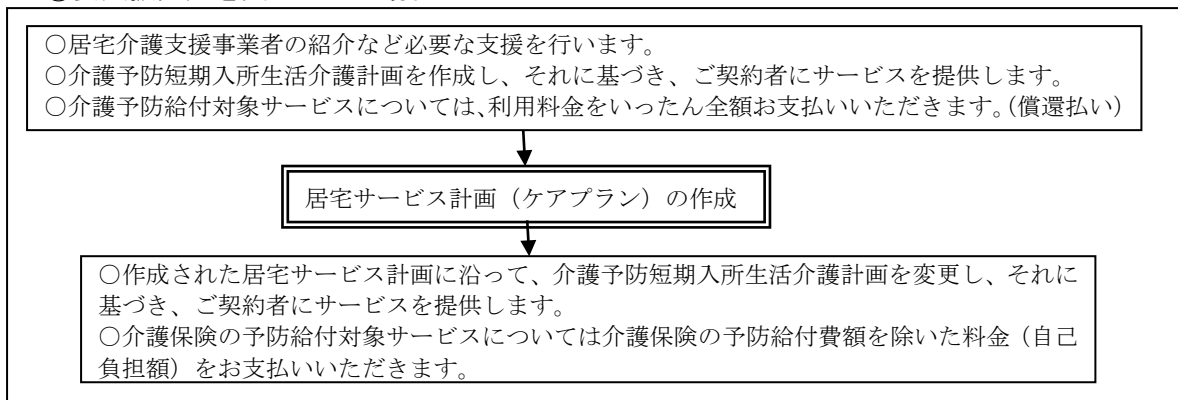 ○居宅介護支援事業者の紹介など必要な支援を行います。
○介護予防短期入所生活介護計画を作成し、それに基づき、ご契約者にサービスを提供します。
○介護予防給付対象サービスについては、利用料金をいったん全額お支払いいただきます。(償還払い)
居宅サービス計画（ケアプラン）の作成
○作成された居宅サービス計画に沿って、介護予防短期入所生活介護計画を変更し、それに
基づき、ご契約者にサービスを提供します。
○介護保険の予防給付対象サービスについては介護保険の予防給付費額を除いた料金（自己
負担額）をお支払いいただきます。